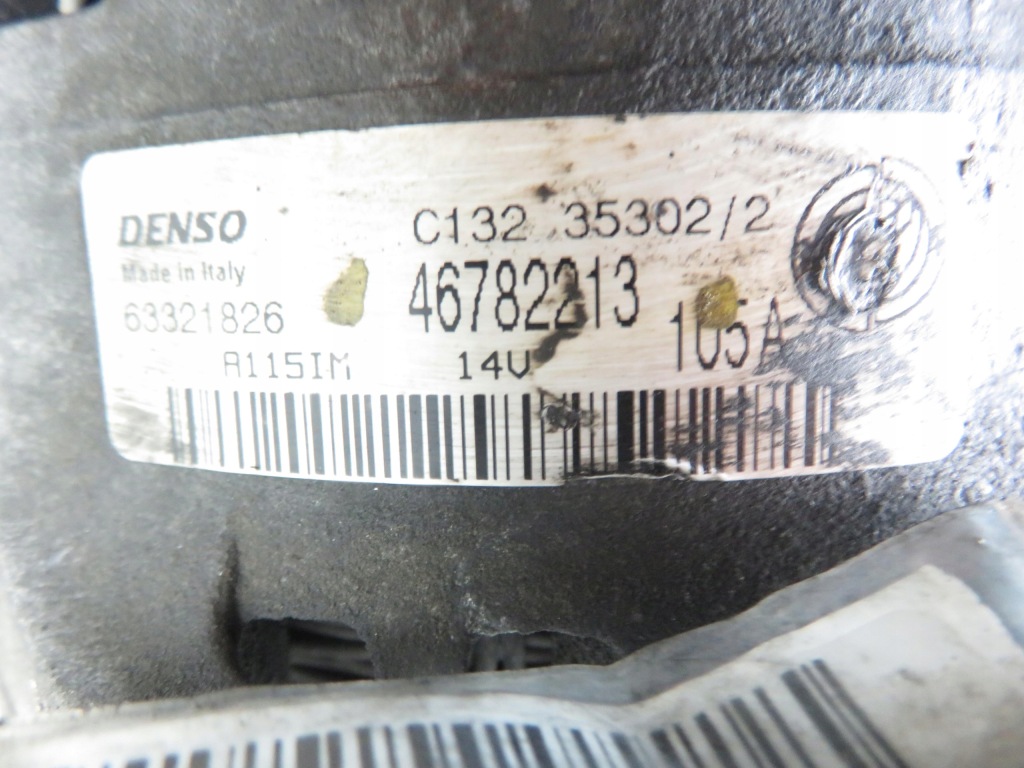 DENSO
C132 35302/2
Made in Italy
46782213
63321826
105A
A115IM
14V